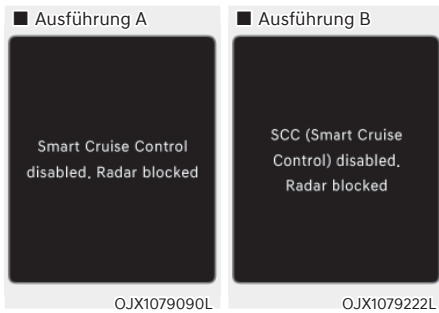 ■ Ausführung A
Smart Cruise Control
disabled. Radar blocked
OJX1079090L
■ Ausführung B
SCC (Smart Cruise
Control) disabled.
Radar blocked
OJX1079222L